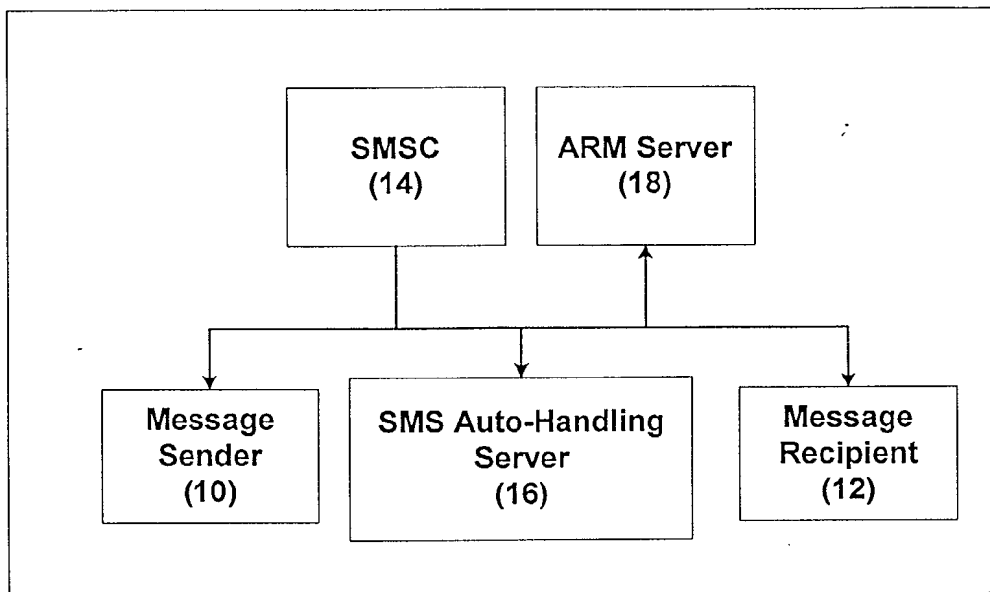 SMSC
(14)
ARM Server
(18)
Message
Sender
(10)
SMS Auto-Handling
Server
(16)
Message
Recipient
(12)